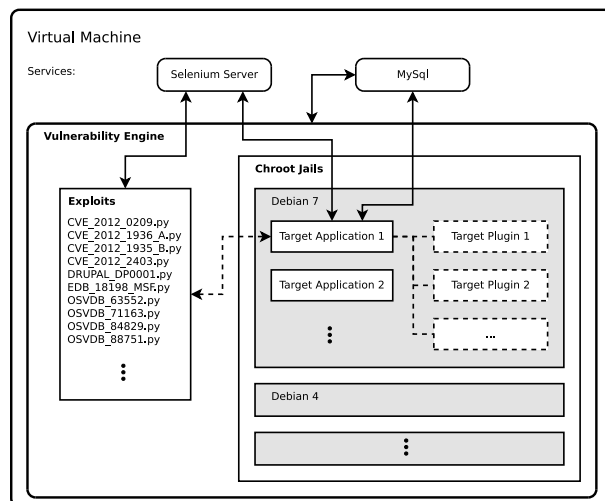 Virtual Machine
Services:
Selenium Server
MySql
Vulnerability Engine
Exploits
CVE_2012_0209.py
CVE_2012_1936_A.py
CVE_2012_1935_B.py
CVE_2012_2403.py
DRUPAL_DP0001.py
EDB_18198_MSF.py
OSVDB_63552.py
OSVDB_71163.py
OSVDB_84829.py
OSVDB_88751.py
Chroot Jails
Debian 7
Target Application 1
Target Plugin 1
Target Application 2
Target Plugin 2
...
Debian 4